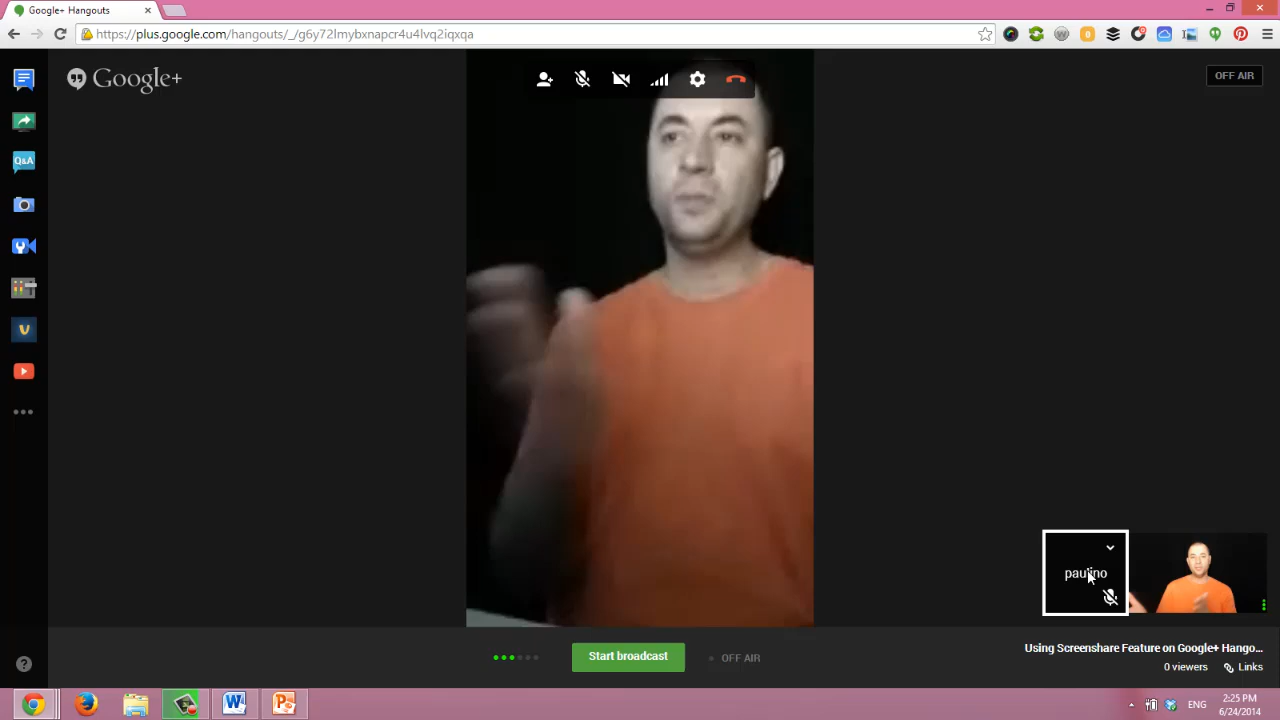 Google+ Hangouts
https://plus.google.com/hangouts/_/g6y72lmybxnapcr4u4lvq2iqxqa
Google+
OFF AIR
Q&A
paulino
Start broadcast
OFF AIR
Using Screenshare Feature on Google+ Hango...
0 viewers
Links
ENG
2:25 PM
6/24/2014